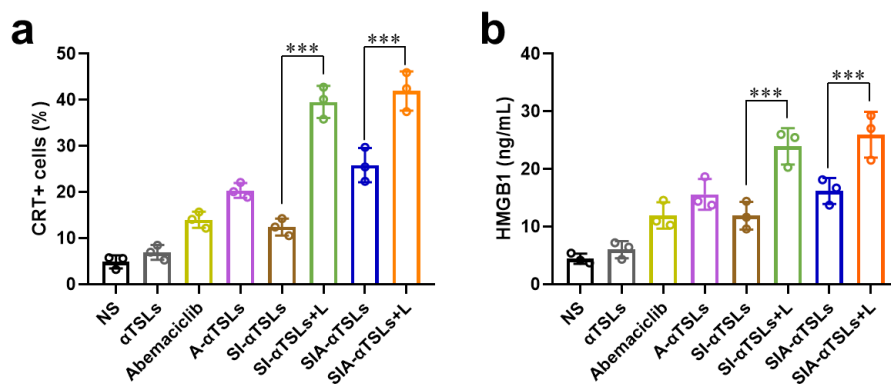 a
CRT+ cells (%)
50
40
30
20
10
0
***
***
NS
αTSLs
Abemaciclib
A-αTSLs
SI-αTSLs
SI-αTSLs+L
SIA-αTSLs
SIA-αTSLs+L
b
HMGB1 (ng/mL)
40
30
20
10
0
***
***
NS
αTSLs
Abemaciclib
A-αTSLs
SI-αTSLs
SI-αTSLs+L
SIA-αTSLs
SIA-αTSLs+L